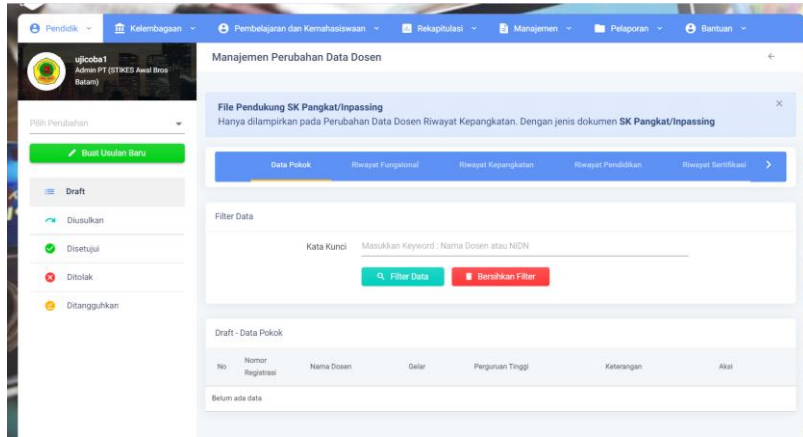 Pendidik
Kelembagaan
Pembelajaran dan Kemahasiswaan
Rekapitulasi
Manajemen
Pelaporan
Bantuan
ujicoba1
Admin PT (STIKES Awal Bros
Batam)
Pilih Perubahan
Buat Usulan Baru
Draft
Diusulkan
Disetujui
Ditolak
Ditangguhkan
Manajemen Perubahan Data Dosen
File Pendukung SK Pangkat/Inpassing
Hanya dilampirkan pada Perubahan Data Dosen Riwayat Kepangkatan. Dengan jenis dokumen SK Pangkat/Inpassing
Data Pokok Riwayat Fungsional Riwayat Kepangkatan Riwayat Pendidikan Riwayat Sertifikasi
Filter Data
Kata Kunci Masukkan Keyword : Nama Dosen atau NIDN
Filter Data Bersihkan Filter
Draft - Data Pokok
No Nomor Registrasi Nama Dosen Gelar Perguruan Tinggi Keterangan Aksi
Belum ada data